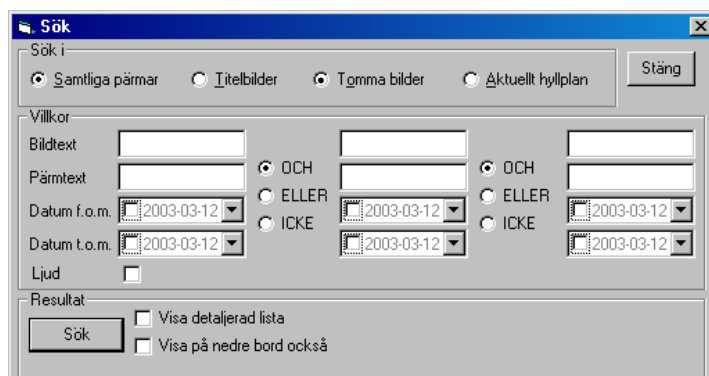 Sök
Sök i
Samtliga pärmar Titelbilder Tomma bilder Aktuellt hyllplan Stäng
Villkor
Bildtext
Pärmtext OCH OCH
ELLER ELLER
Datum f.o.m. 2003-03-12 2003-03-12 2003-03-12
ICKE ICKE
Datum t.o.m. 2003-03-12 2003-03-12 2003-03-12
Ljud
Resultat
Sök Visa detaljerad lista
Visa på nedre bord också